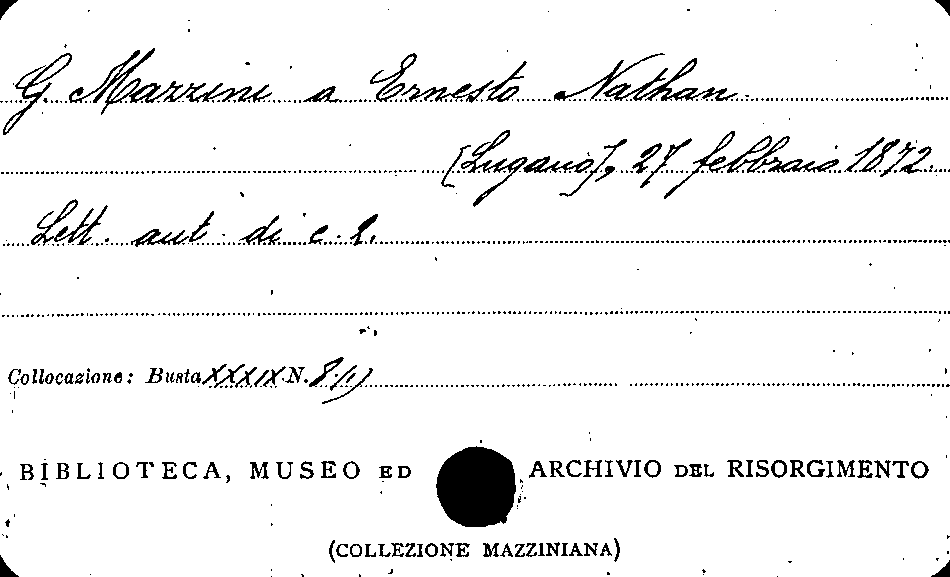 G. Mazzini a Ernesto Nathan.
[Lugano], 27 febbraio 1872.
Lett. aut. di c. 2.
Collocazione: Busta XXXIX N. 8 (1)
BIBLIOTECA, MUSEO ED ARCHIVIO DEL RISORGIMENTO
(COLLEZIONE MAZZINIANA)